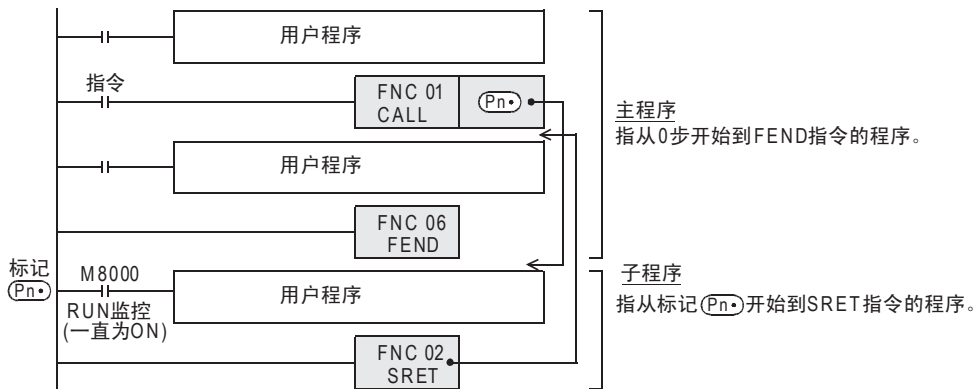 用户程序
指令
FNC 01
CALL
Pn•
主程序
指从0步开始到FEND指令的程序。
用户程序
FNC 06
FEND
标记
Pn•
M8000
RUN监控
(一直为ON)
用户程序
子程序
指从标记Pn•开始到SRET指令的程序。
FNC 02
SRET